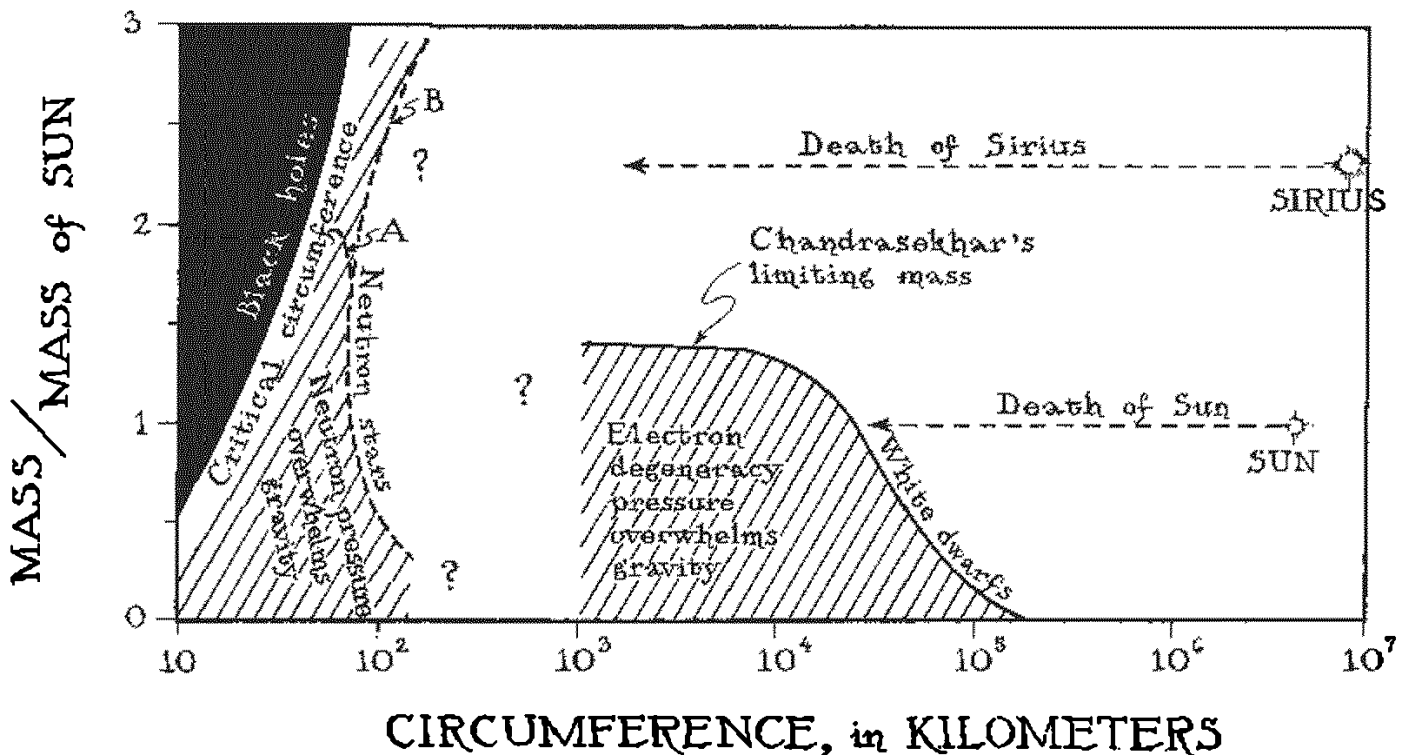 MASS/MASS of SUN
3
2
1
0
Black holes
Critical circumference
B
?
A
Neutron stars
Neutron pressure
overwhelms
gravity
?
?
Death of Sirius
SIRIUS
Chandrasekhar's
limiting mass
Electron
degeneracy
pressure
overwhelms
gravity
White dwarfs
Death of Sun
SUN
10
10²
10³
10⁴
10⁵
10⁶
10⁷
CIRCUMFERENCE, in KILOMETERS